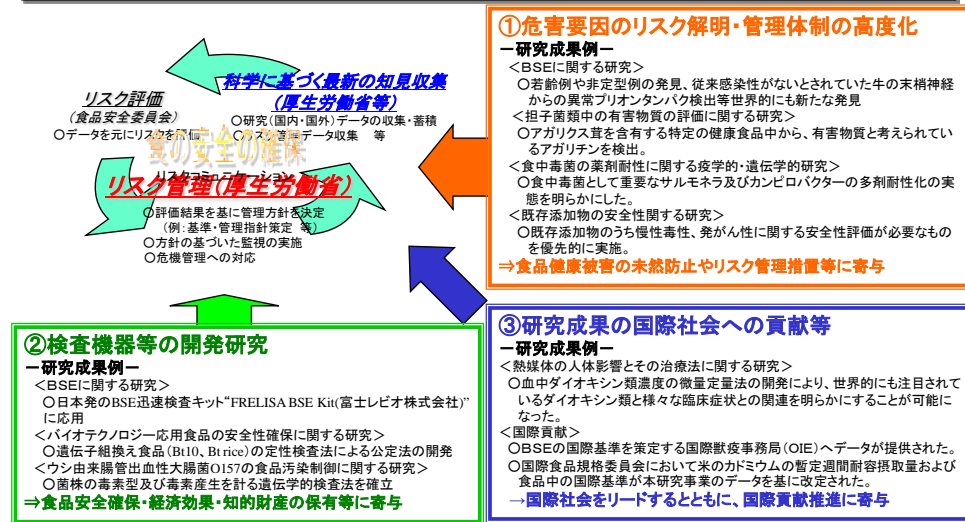 科学に基づく最新の知見収集
(厚生労働省等)
○研究(国内・国外)データの収集・蓄積
データ収集 等
リスク評価
(食品安全委員会)
○データを元にリスクを評価
食の安全の確保
リスクコミュニケーション
リスク管理(厚生労働省)
○評価結果を基に管理方針を決定
(例:基準・管理指針策定 等)
○方針の基づいた監視の実施
○危機管理への対応
①危害要因のリスク解明・管理体制の高度化
－研究成果例－
＜BSEに関する研究＞
○若齢例や非定型例の発見、従来感染性がないとされていた牛の末梢神経
からの異常プリオンタンパク検出等世界的にも新たな発見
＜担子菌類中の有害物質の評価に関する研究＞
○アガリクス茸を含有する特定の健康食品中から、有害物質と考えられてい
るアガリチンを検出。
＜食中毒菌の薬剤耐性に関する疫学的・遺伝学的研究＞
○食中毒菌として重要なサルモネラ及びカンピロバクターの多剤耐性化の実
態を明らかにした。
＜既存添加物の安全性関する研究＞
○既存添加物のうち慢性毒性、発がん性に関する安全性評価が必要なもの
を優先的に実施。
⇒食品健康被害の未然防止やリスク管理措置等に寄与
②検査機器等の開発研究
－研究成果例－
＜BSEに関する研究＞
○日本発のBSE迅速検査キット“FRELISA BSE Kit(富士レビオ株式会社)”
に応用
＜バイオテクノロジー応用食品の安全性確保に関する研究＞
○遺伝子組換え食品(Bt10、Bt rice)の定性検査法による公定法の開発
＜ウシ由来腸管出血性大腸菌O157の食品汚染制御に関する研究＞
○菌株の毒素型及び毒素産生を計る遺伝学的検査法を確立
⇒食品安全確保・経済効果・知的財産の保有等に寄与
③研究成果の国際社会への貢献等
－研究成果例－
＜熱媒体の人体影響とその治療法に関する研究＞
○血中ダイオキシン類濃度の微量定量法の開発により、世界的にも注目されて
いるダイオキシン類と様々な臨床症状との関連を明らかにすることが可能に
なった。
＜国際貢献＞
○BSEの国際基準を策定する国際獣疫事務局(OIE)へデータが提供された。
○国際食品規格委員会において米のカドミウムの暫定週間耐容摂取量および
食品中の国際基準が本研究事業のデータを基に改定された。
→国際社会をリードするとともに、国際貢献推進に寄与